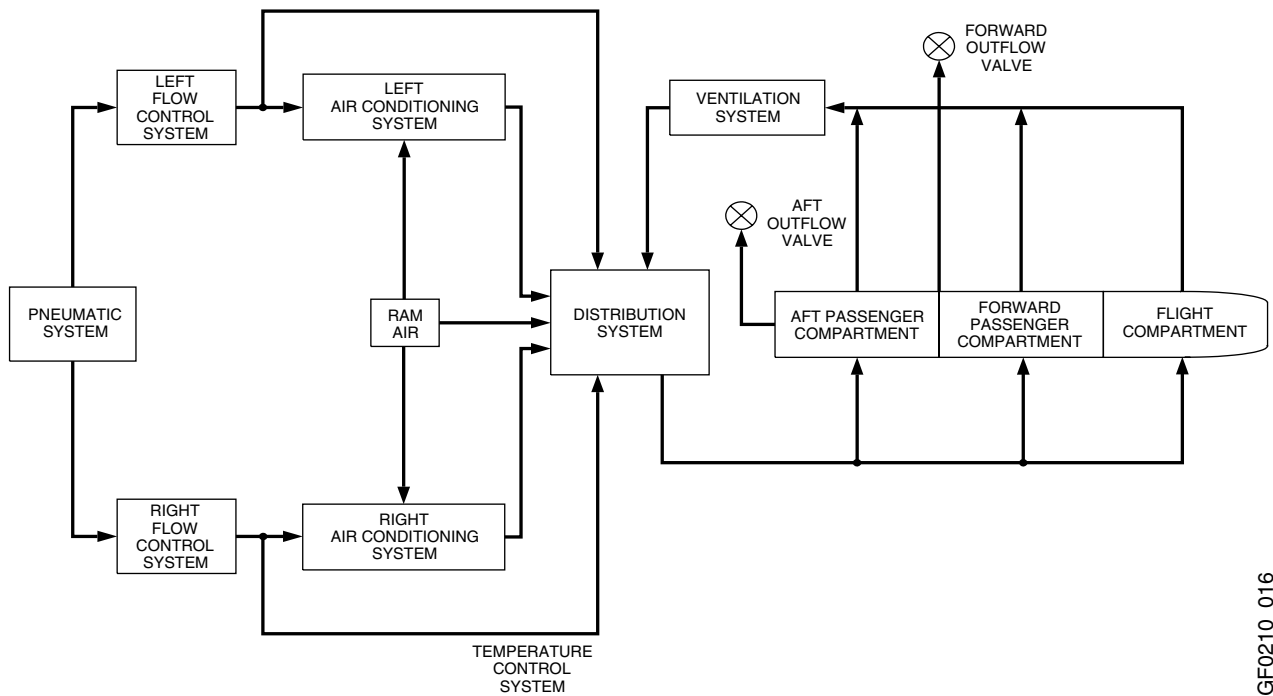 LEFT
FLOW
CONTROL
SYSTEM
LEFT
AIR CONDITIONING
SYSTEM
VENTILATION
SYSTEM
FORWARD
OUTFLOW
VALVE
AFT
OUTFLOW
VALVE
PNEUMATIC
SYSTEM
RAM
AIR
DISTRIBUTION
SYSTEM
AFT PASSENGER
COMPARTMENT
FORWARD
PASSENGER
COMPARTMENT
FLIGHT
COMPARTMENT
RIGHT
FLOW
CONTROL
SYSTEM
RIGHT
AIR CONDITIONING
SYSTEM
TEMPERATURE
CONTROL
SYSTEM
GF0210_016